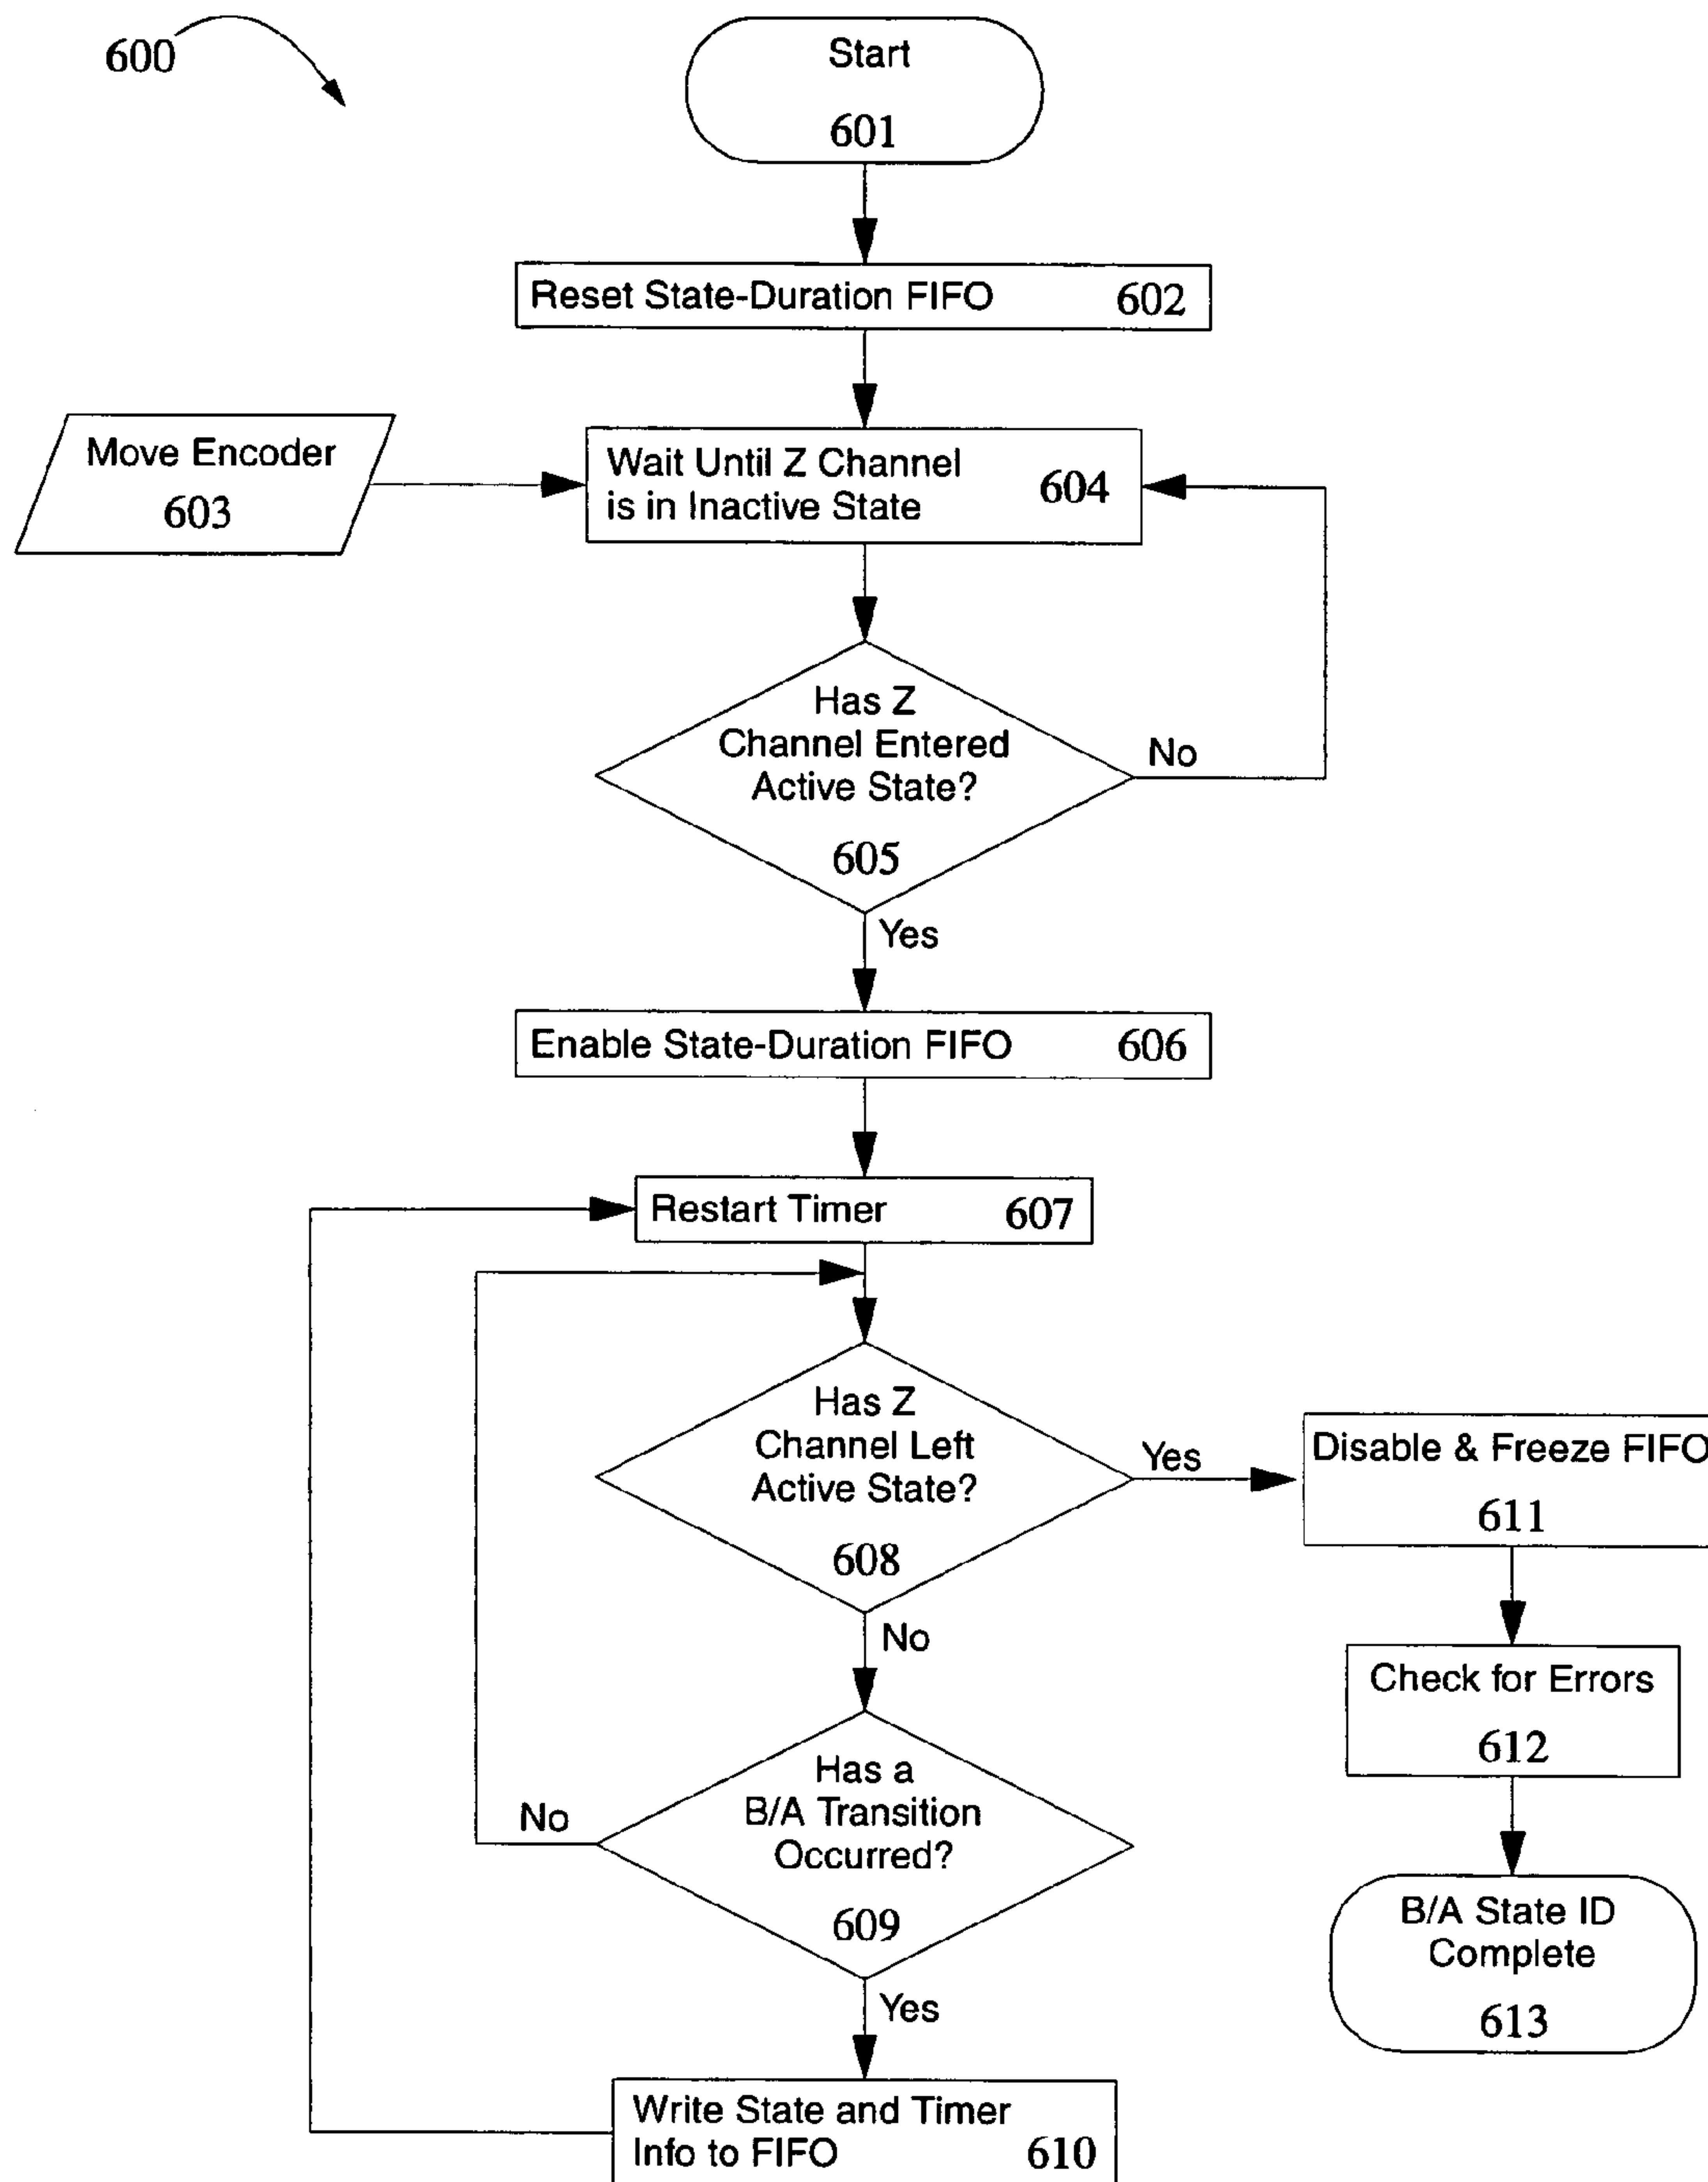 600
Start
601
Reset State-Duration FIFO 602
Move Encoder
603
Wait Until Z Channel
is in Inactive State
604
Has Z
Channel Entered
Active State?
605
No
Yes
Enable State-Duration FIFO 606
Restart Timer 607
Has Z
Channel Left
Active State?
608
Yes
No
Disable & Freeze FIFO
611
Check for Errors
612
B/A State ID
Complete
613
Has a
B/A Transition
Occurred?
609
No
Yes
Write State and Timer
Info to FIFO 610